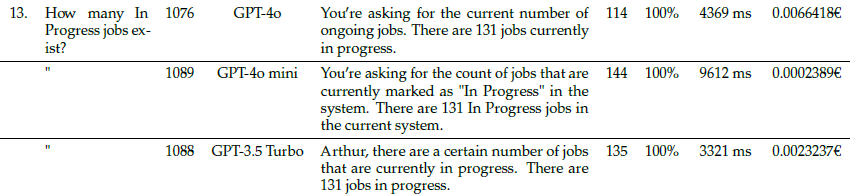 13. How many In 1076 GPT-4o You're asking for the current number of 114 100% 4369 ms 0.0066418€
Progress jobs ex- ongoing jobs. There are 131 jobs currently
ist? in progress.
" 1089 GPT-4o mini You're asking for the count of jobs that are 144 100% 9612 ms 0.0002389€
currently marked as "In Progress" in the
system. There are 131 In Progress jobs in
the current system.
" 1088 GPT-3.5 Turbo Arthur, there are a certain number of jobs 135 100% 3321 ms 0.0023237€
that are currently in progress. There are
131 jobs in progress.